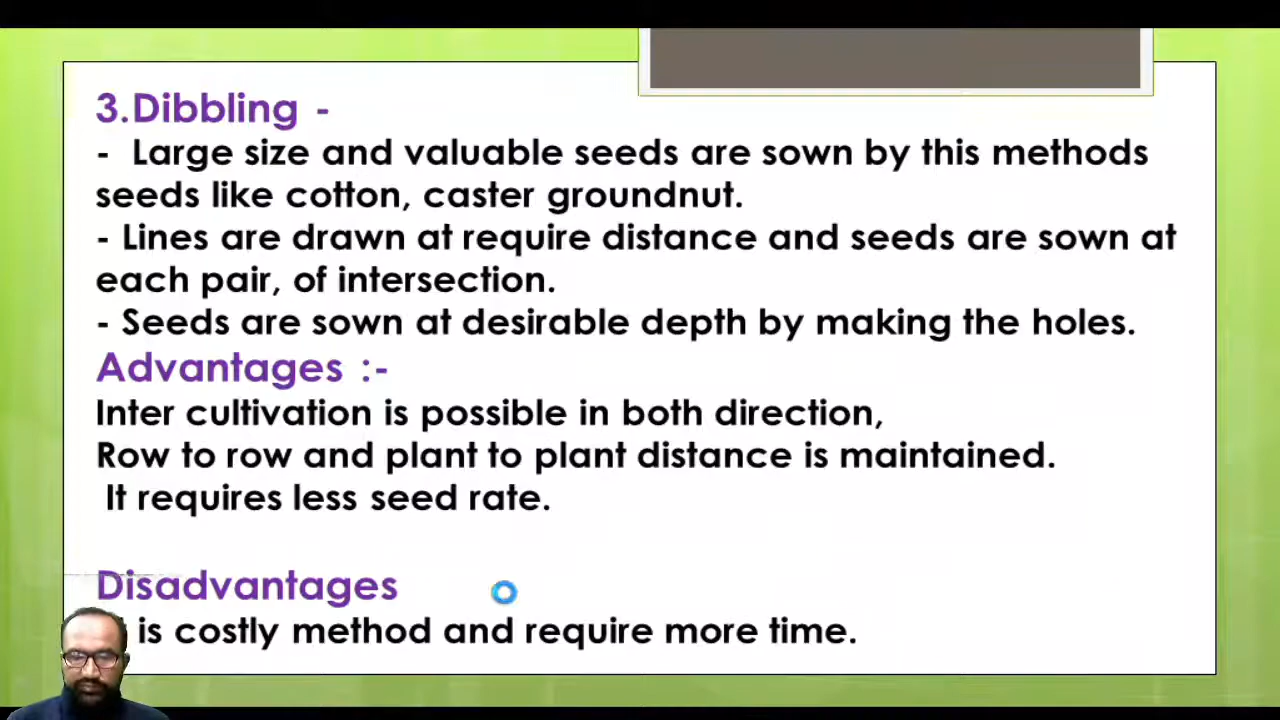 3.Dibbling -
- Large size and valuable seeds are sown by this methods
seeds like cotton, caster groundnut.
- Lines are drawn at require distance and seeds are sown at
each pair, of intersection.
- Seeds are sown at desirable depth by making the holes.
Advantages :-
Inter cultivation is possible in both direction,
Row to row and plant to plant distance is maintained.
It requires less seed rate.
Disadvantages
is costly method and require more time.